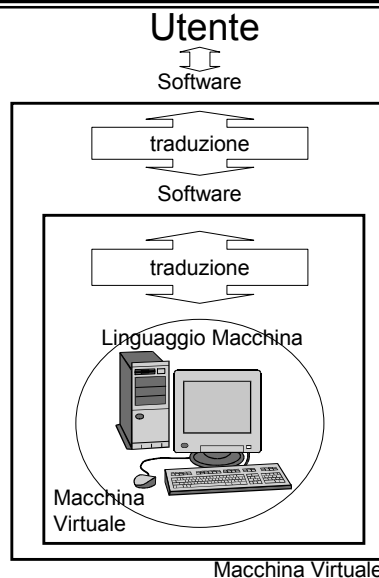 Utente
Software
traduzione
Software
traduzione
Linguaggio Macchina
Macchina
Virtuale
Macchina Virtuale